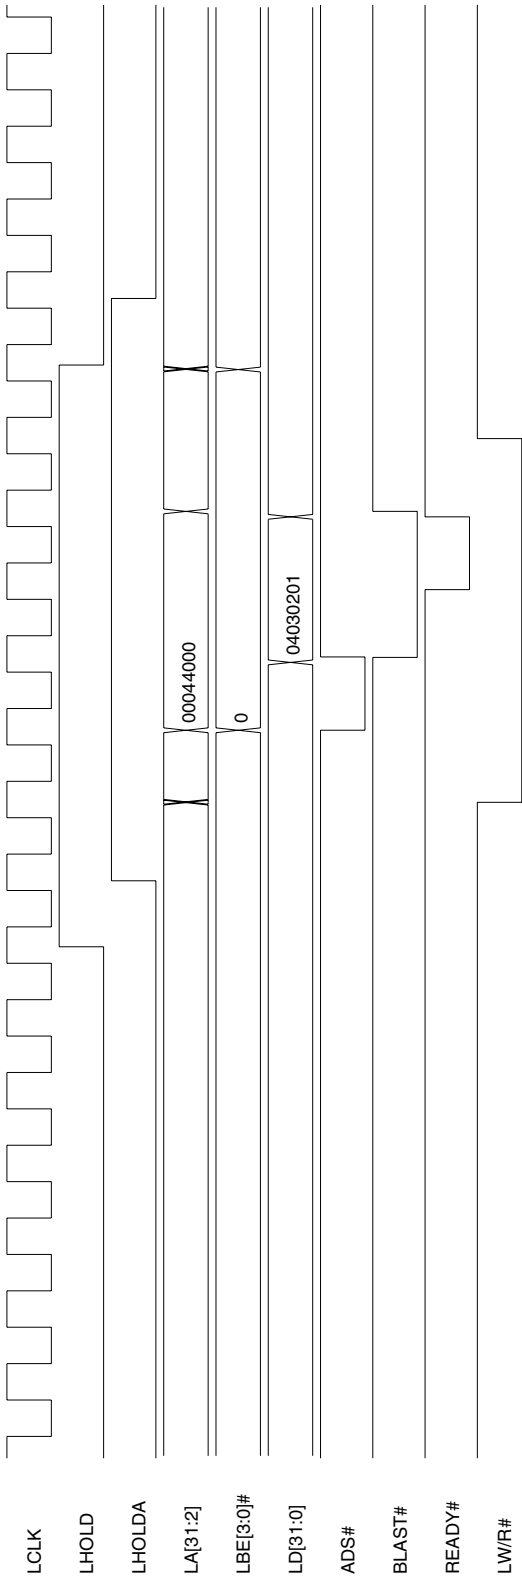 LCLK
LHOLD
LHOLDA
LA[31:2]
00044000
LBE[3:0]#
0
LD[31:0]
04030201
ADS#
BLAST#
READY#
LW/R#